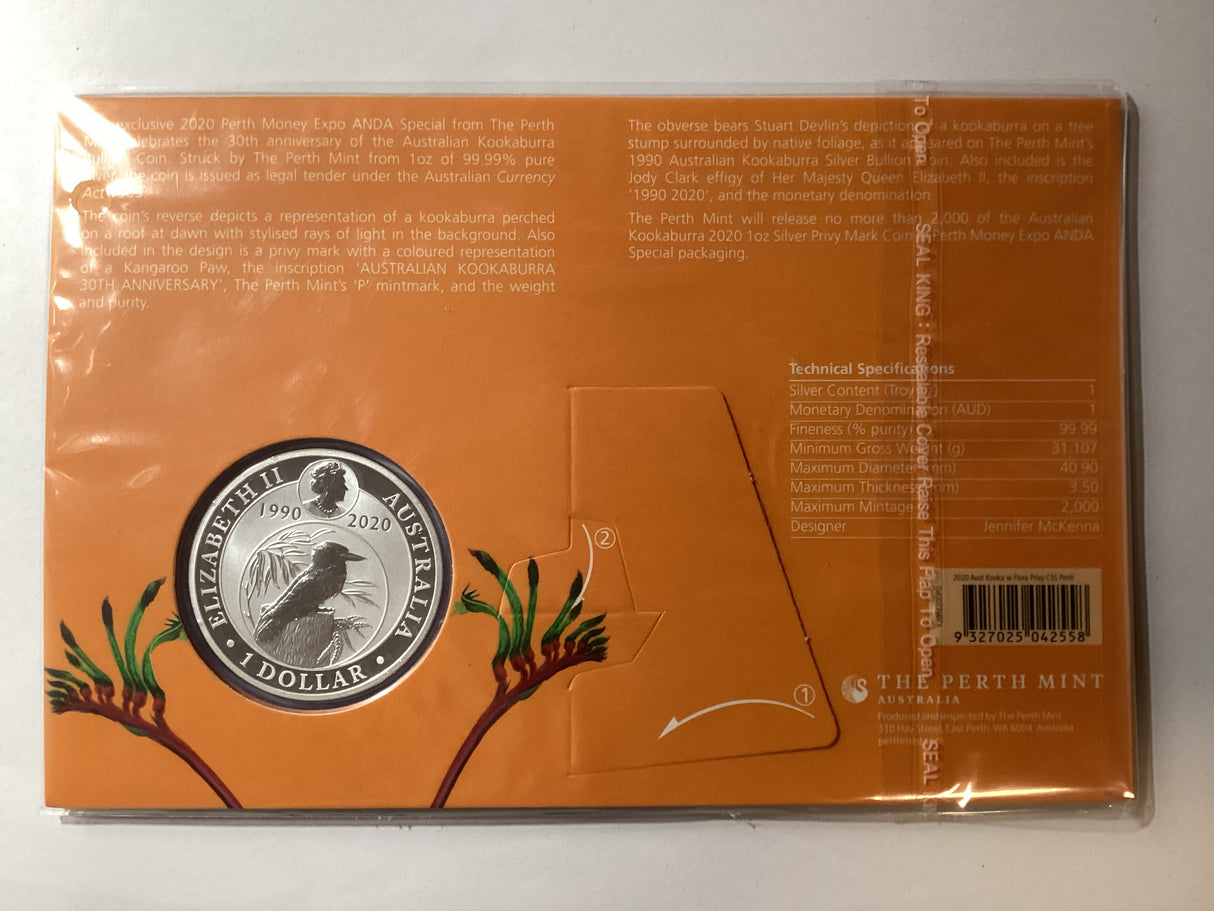 exclusive 2020 Perth Money Expo ANDA Special from The Perth
celebrates the 30th anniversary of the Australian Kookaburra
Coin. Struck by The Perth Mint from 1oz of 99.99% pure
the coin is issued as legal tender under the Australian Currency
Act
The coin's reverse depicts a representation of a kookaburra perched
on a roof at dawn with stylised rays of light in the background. Also
included in the design is a privy mark with a coloured representation
of a Kangaroo Paw, the inscription 'AUSTRALIAN KOOKABURRA
30TH ANNIVERSARY', The Perth Mint's 'P' mintmark, and the weight
and purity.
The obverse bears Stuart Devlin's depiction of a kookaburra on a tree
stump surrounded by native foliage, as it appeared on The Perth Mint's
1990 Australian Kookaburra Silver Bullion Coin. Also included is the
Jody Clark effigy of Her Majesty Queen Elizabeth II, the inscription
'1990 2020', and the monetary denomination.
The Perth Mint will release no more than 2,000 of the Australian
Kookaburra 2020 1oz Silver Privy Mark Coin Perth Money Expo ANDA
Special packaging.
Technical Specifications
Silver Content (Troy oz) 1
Monetary Denomination (AUD) 1
Fineness (% purity) 99.99
Minimum Gross Weight (g) 31.107
Maximum Diameter (mm) 40.90
Maximum Thickness (mm) 3.50
Maximum Mintage 2,000
Designer Jennifer McKenna
ELIZABETH II AUSTRALIA
1990 2020
• 1 DOLLAR •
2
1
2020 Aust Kooka w Flora Privy CSS Perth
9 327025 042558
THE PERTH MINT
AUSTRALIA
Produced and inspected by The Perth Mint
310 Hay Street, East Perth, WA 6004, Australia
To Open
SEAL KING : Resealable Cover Raise This Flap To Open
SEAL